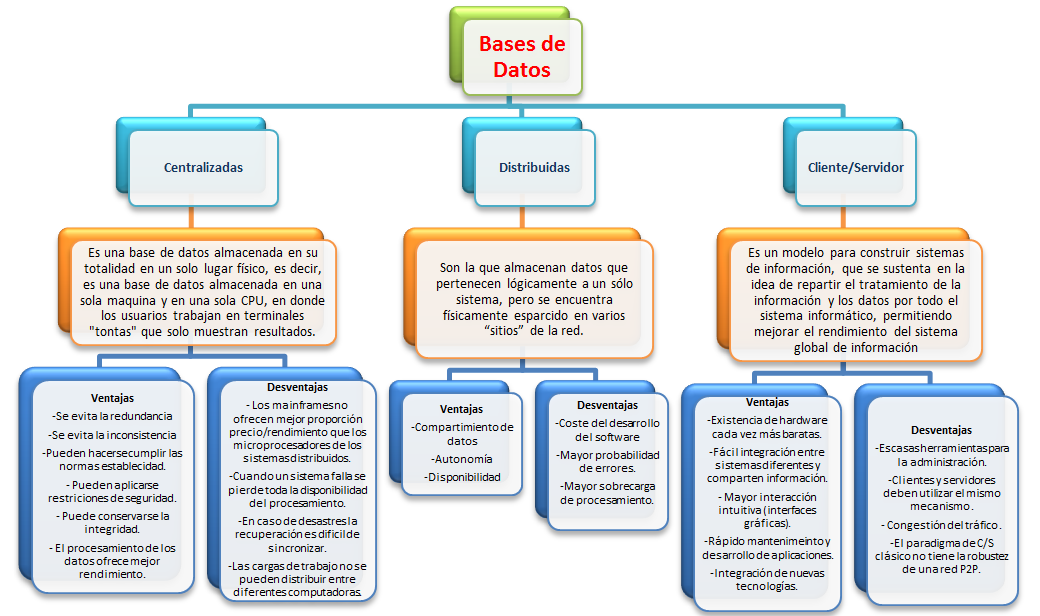 Bases de
Datos
Centralizadas
Distribuidas
Cliente/Servidor
Es una base de datos almacenada en su
totalidad en un solo lugar físico, es decir,
es una base de datos almacenada en una
sola maquina y en una sola CPU, en donde
los usuarios trabajan en terminales
"tontas" que solo muestran resultados.
Son la que almacenan datos que
pertenecen lógicamente a un sólo
sistema, pero se encuentra
físicamente esparcido en varios
“sitios” de la red.
Es un modelo para construir sistemas
de información, que se sustenta en la
idea de repartir el tratamiento de la
información y los datos por todo el
sistema informático, permitiendo
mejorar el rendimiento del sistema
global de información
Ventajas
-Se evita la redundancia
-Se evita la inconsistencia
-Pueden hacerse cumplir las
normas establecidad.
- Pueden aplicarse
restricciones de seguridad.
- Puede conservarse la
integridad.
- El procesamiento de los
datos ofrece mejor
rendimiento.
Desventajas
- Los mainframes no
ofrecen mejor proporción
precio/rendimiento que los
microprocesadores de los
sistemas distribuidos.
-Cuando un sistema falla se
pierde toda la disponibilidad
del procesamiento.
-En caso de desastres la
recuperación es dificil de
sincronizar.
-Las cargas de trabajo no se
pueden distribuir entre
diferentes computadoras.
Ventajas
-Compartimiento de
datos
-Autonomía
-Disponibilidad
Desventajas
-Coste del desarrollo
del software
-Mayor probabilidad
de errores.
-Mayor sobrecarga
de procesamiento.
Ventajas
-Existencia de hardware
cada vez más baratas.
-Fácil integración entre
sistemas diferentes y
comparten información.
- Mayor interacción
intuitiva (interfaces
gráficas).
-Rápido mantenimeinto y
desarrollo de aplicaciones.
-Integración de nuevas
tecnologías.
Desventajas
-Escasas herramientas para
la administración.
-Clientes y servidores
deben utilizar el mismo
mecanismo.
- Congestión del tráfico.
-El paradigma de C/S
clásico no tiene la robustez
de una red P2P.